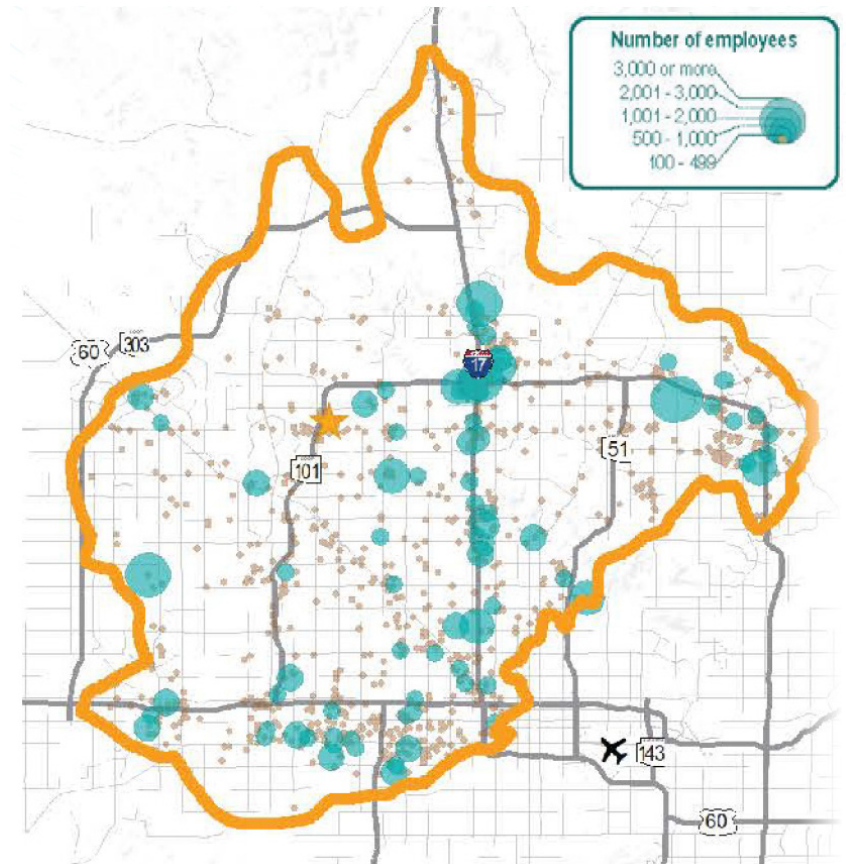 Number of employees
3,000 or more
2,001 - 3,000
1,001 - 2,000
500 - 1,000
100 - 499
60
303
17
101
51
143
60